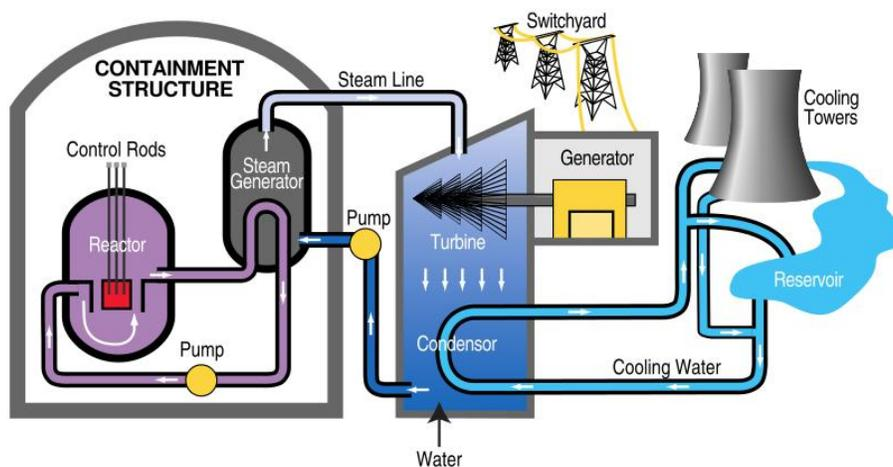 Switchyard
CONTAINMENT
STRUCTURE
Steam Line
Cooling
Towers
Control Rods
Steam
Generator
Generator
Pump
Reactor
Turbine
Reservoir
Condensor
Pump
Cooling Water
Water